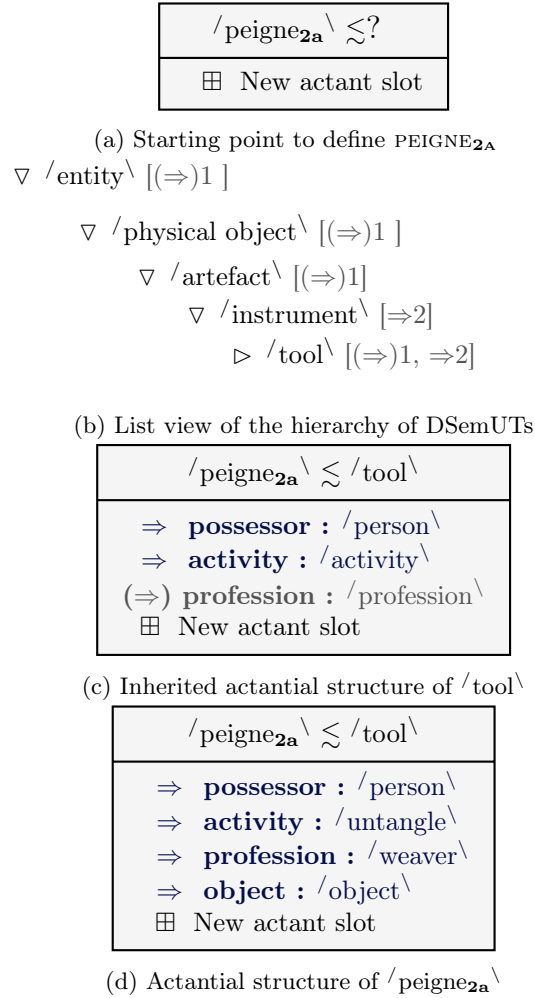 /peigne2a\ ≲?
⊞ New actant slot
(a) Starting point to define PEIGNE2A
▽ /entity\ [(⇒)1 ]
▽ /physical object\ [(⇒)1 ]
▽ /artefact\ [(⇒)1]
▽ /instrument\ [⇒2]
▷ /tool\ [(⇒)1, ⇒2]
(b) List view of the hierarchy of DSemUTs
/peigne2a\ ≲ /tool\
⇒ possessor : /person\
⇒ activity : /activity\
(⇒) profession : /profession\
⊞ New actant slot
(c) Inherited actantial structure of /tool\
/peigne2a\ ≲ /tool\
⇒ possessor : /person\
⇒ activity : /untangle\
⇒ profession : /weaver\
⇒ object : /object\
⊞ New actant slot
(d) Actantial structure of /peigne2a\